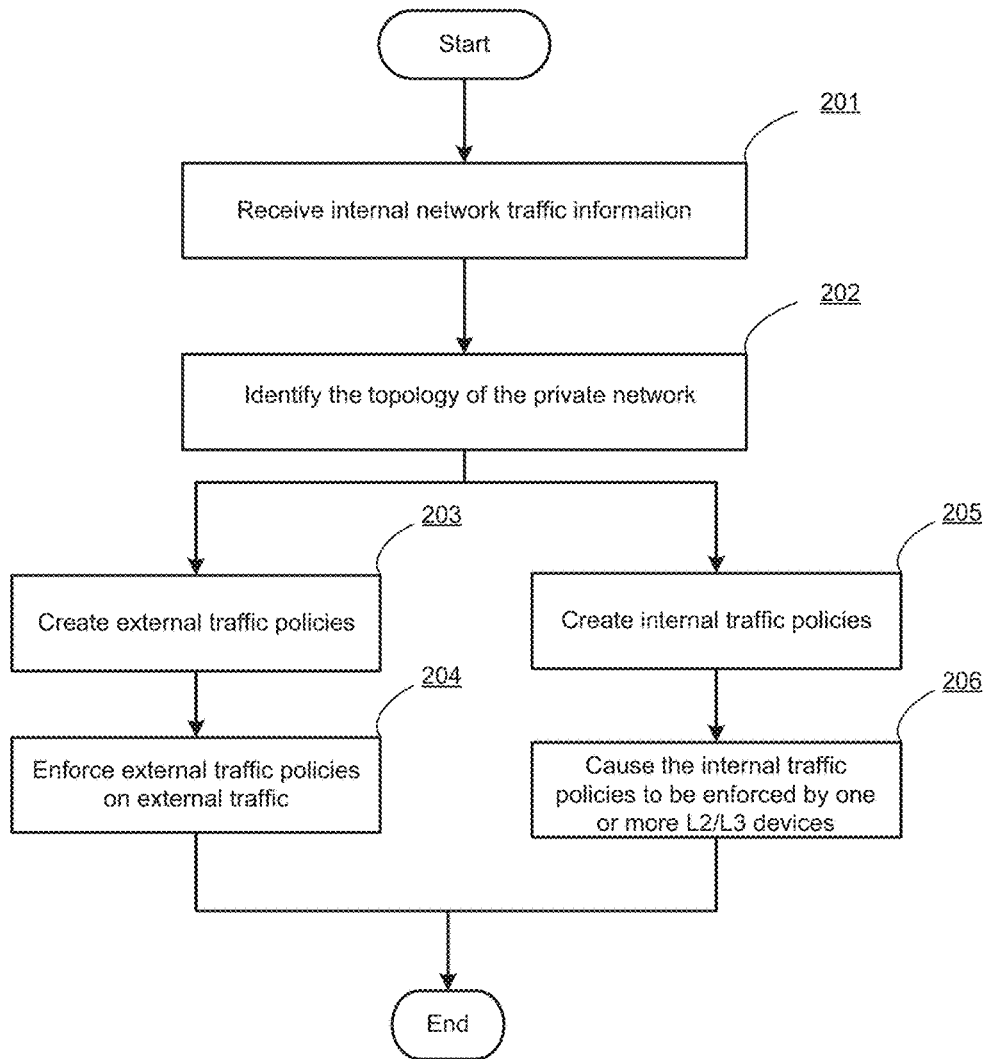 Start
201
Receive internal network traffic information
202
Identify the topology of the private network
203
Create external traffic policies
204
Enforce external traffic policies
on external traffic
205
Create internal traffic policies
206
Cause the internal traffic
policies to be enforced by one
or more L2/L3 devices
End